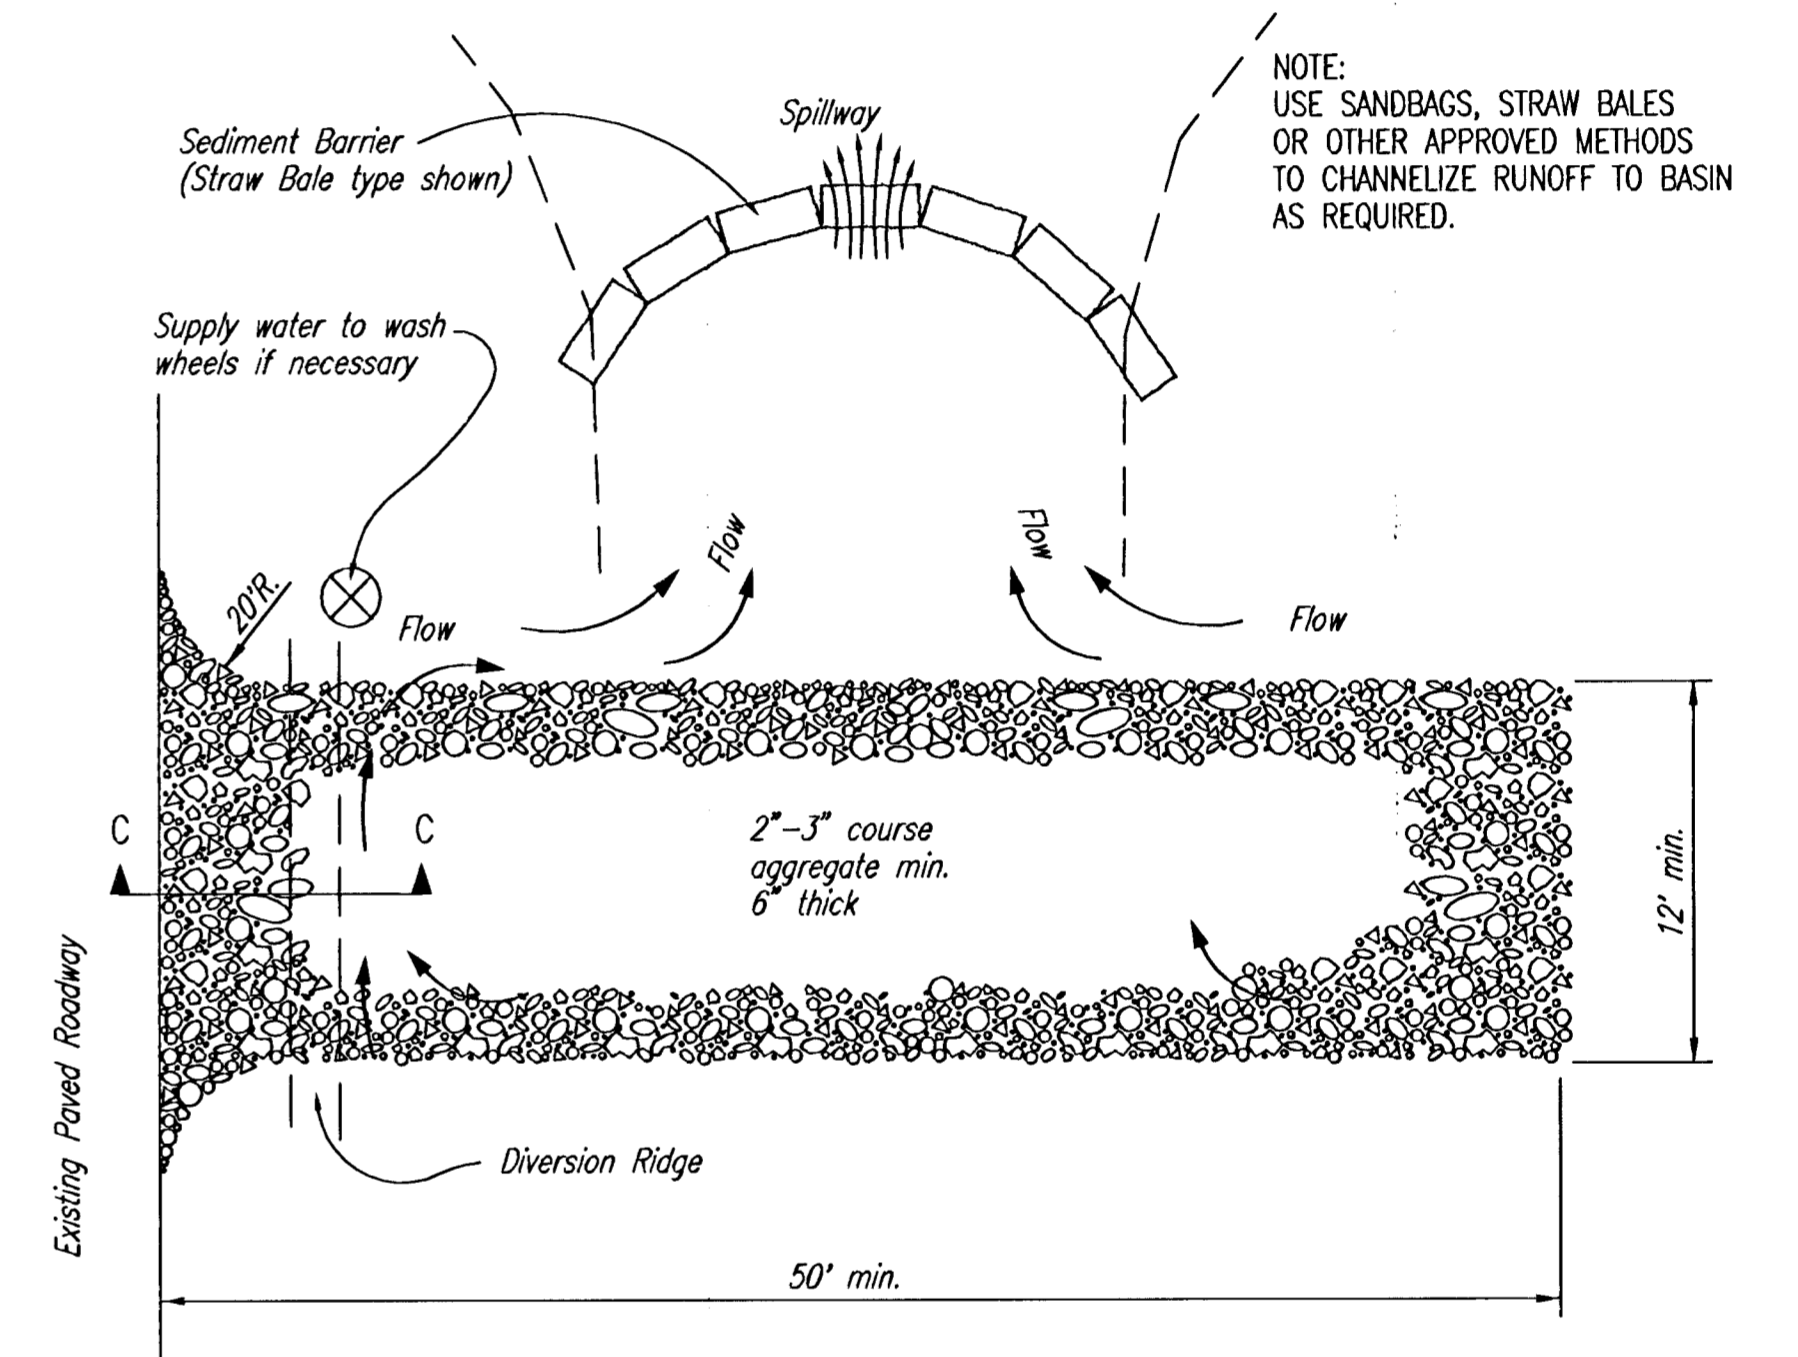 NOTE:
USE SANDBAGS, STRAW BALES
OR OTHER APPROVED METHODS
TO CHANNELIZE RUNOFF TO BASIN
AS REQUIRED.
Spillway
Sediment Barrier
(Straw Bale type shown)
Supply water to wash
wheels if necessary
20'R.
Flow
Flow
Flow
Flow
C
C
2"-3" course
aggregate min.
6" thick
12' min.
Existing Paved Roadway
Diversion Ridge
50' min.